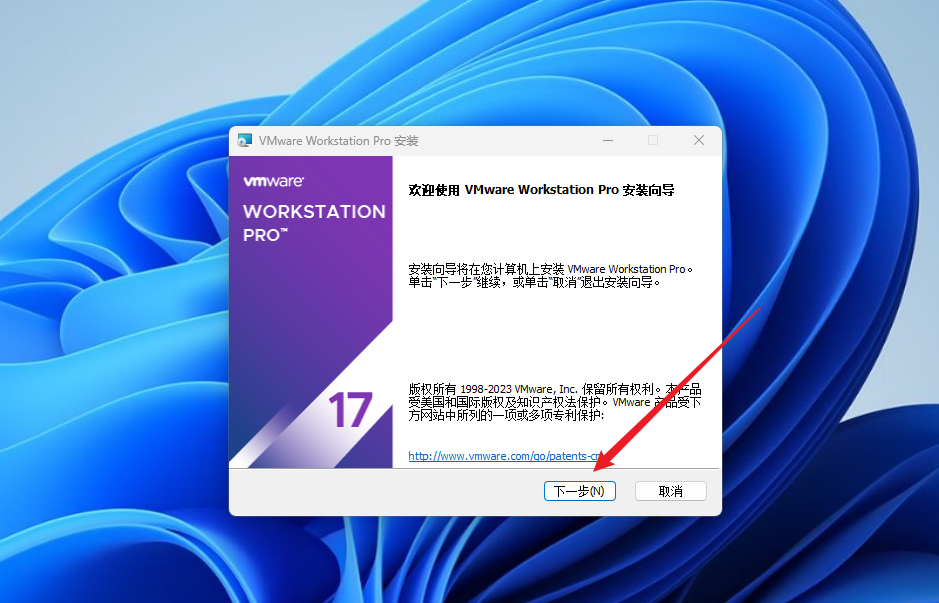 VMware Workstation Pro 安装
vmware
WORKSTATION
PRO™
17
欢迎使用 VMware Workstation Pro 安装向导
安装向导将在您计算机上安装 VMware Workstation Pro。
单击“下一步”继续，或单击“取消”退出安装向导。
版权所有 1998-2023 VMware, Inc. 保留所有权利。本产品
受美国和国际版权及知识产权法保护。VMware 产品受下
方网站中所列的一项或多项专利保护:
http://www.vmware.com/go/patents-cn
下一步(N)
取消